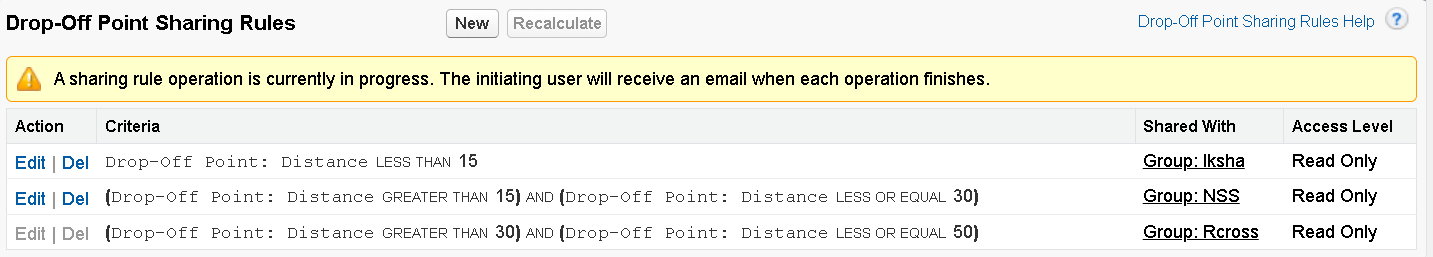 Drop-Off Point Sharing Rules New Recalculate Drop-Off Point Sharing Rules Help ?
A sharing rule operation is currently in progress. The initiating user will receive an email when each operation finishes.
Action Criteria Shared With Access Level
Edit | Del Drop-Off Point: Distance LESS THAN 15 Group: Iksha Read Only
Edit | Del (Drop-Off Point: Distance GREATER THAN 15) AND (Drop-Off Point: Distance LESS OR EQUAL 30) Group: NSS Read Only
Edit | Del (Drop-Off Point: Distance GREATER THAN 30) AND (Drop-Off Point: Distance LESS OR EQUAL 50) Group: Rcross Read Only